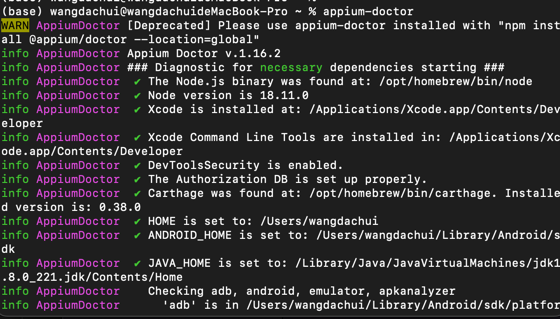 (base) wangdachui@wangdachuideMacBook-Pro ~ % appium-doctor
WARN AppiumDoctor [Deprecated] Please use appium-doctor installed with "npm inst
all @appium/doctor --location=global"
info AppiumDoctor Appium Doctor v.1.16.2
info AppiumDoctor ### Diagnostic for necessary dependencies starting ###
info AppiumDoctor  ✔ The Node.js binary was found at: /opt/homebrew/bin/node
info AppiumDoctor  ✔ Node version is 18.11.0
info AppiumDoctor  ✔ Xcode is installed at: /Applications/Xcode.app/Contents/Dev
eloper
info AppiumDoctor  ✔ Xcode Command Line Tools are installed in: /Applications/Xc
ode.app/Contents/Developer
info AppiumDoctor  ✔ DevToolsSecurity is enabled.
info AppiumDoctor  ✔ The Authorization DB is set up properly.
info AppiumDoctor  ✔ Carthage was found at: /opt/homebrew/bin/carthage. Installe
d version is: 0.38.0
info AppiumDoctor  ✔ HOME is set to: /Users/wangdachui
info AppiumDoctor  ✔ ANDROID_HOME is set to: /Users/wangdachui/Library/Android/s
dk
info AppiumDoctor  ✔ JAVA_HOME is set to: /Library/Java/JavaVirtualMachines/jdk1
.8.0_221.jdk/Contents/Home
info AppiumDoctor    Checking adb, android, emulator, apkanalyzer
info AppiumDoctor      'adb' is in /Users/wangdachui/Library/Android/sdk/platfor